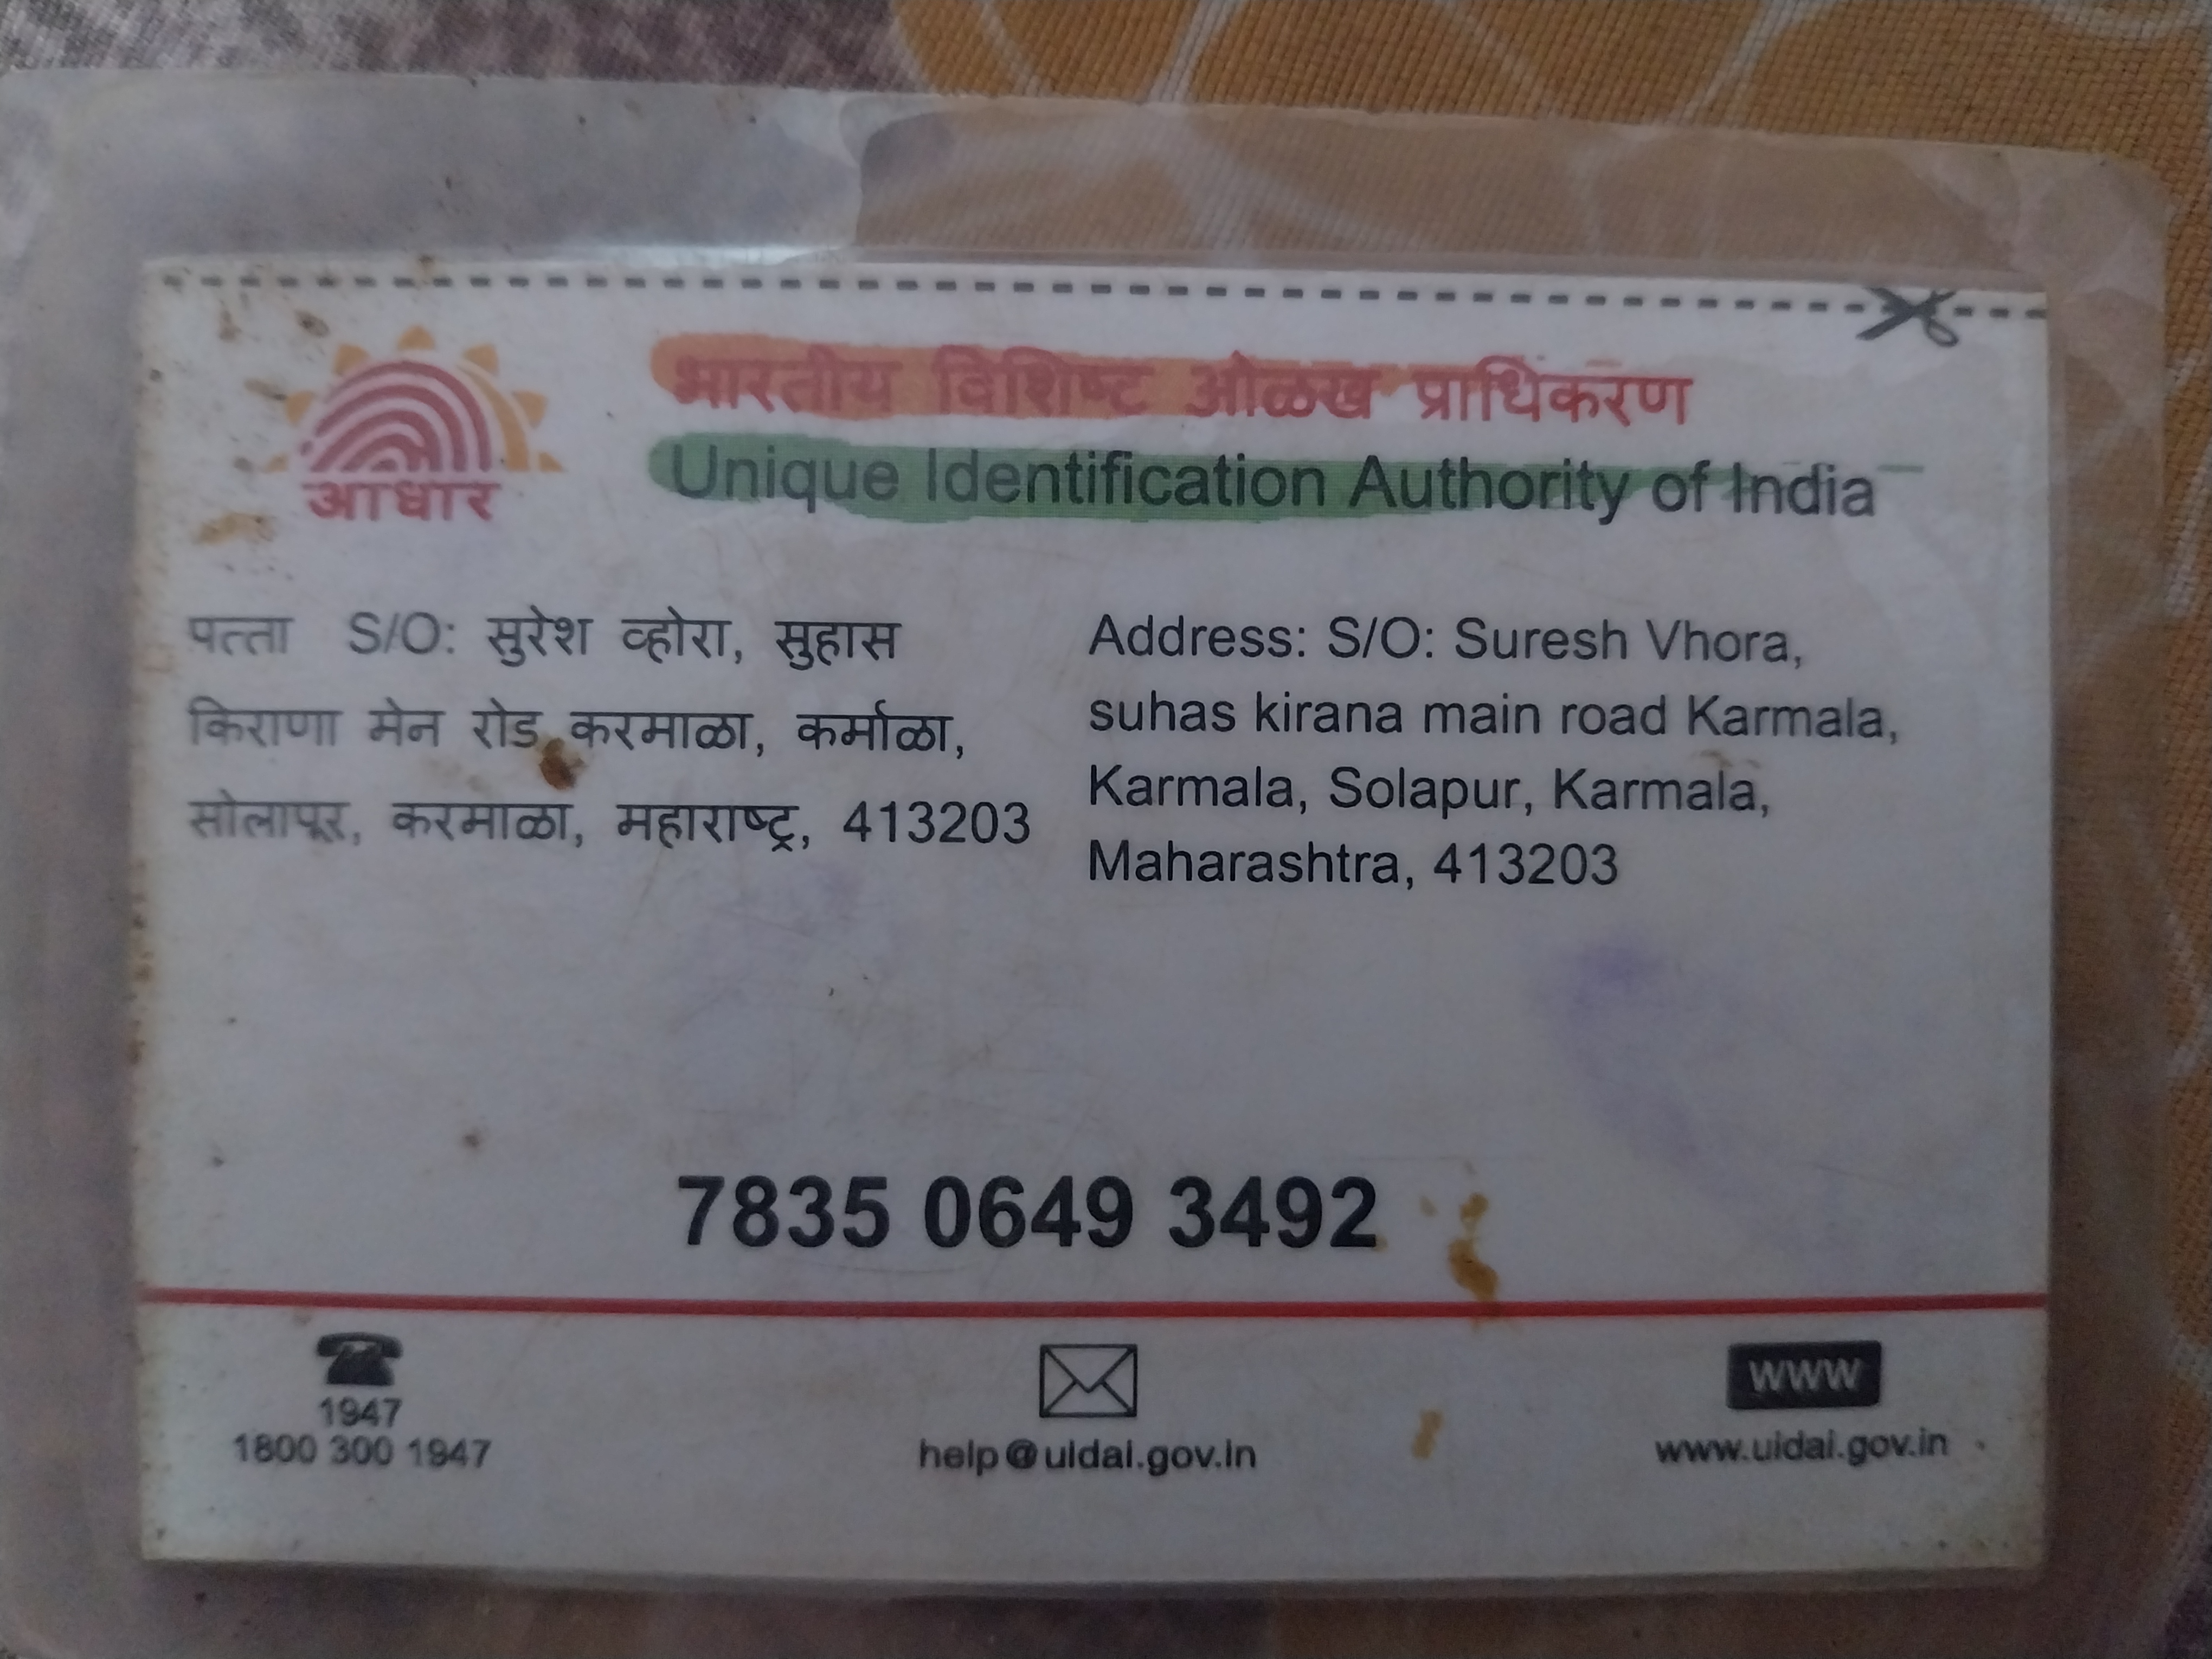 भारतीय विशिष्ट ओळख प्राधिकरण
Unique Identification Authority of India
आधार
पत्ता S/O: सुरेश व्होरा, सुहास
किराणा मेन रोड करमाळा, कर्माळा,
सोलापूर, करमाळा, महाराष्ट्र, 413203
Address: S/O: Suresh Vhora,
suhas kirana main road Karmala,
Karmala, Solapur, Karmala,
Maharashtra, 413203
7835 0649 3492
1947
1800 300 1947
help@uidai.gov.in
www
www.uidai.gov.in